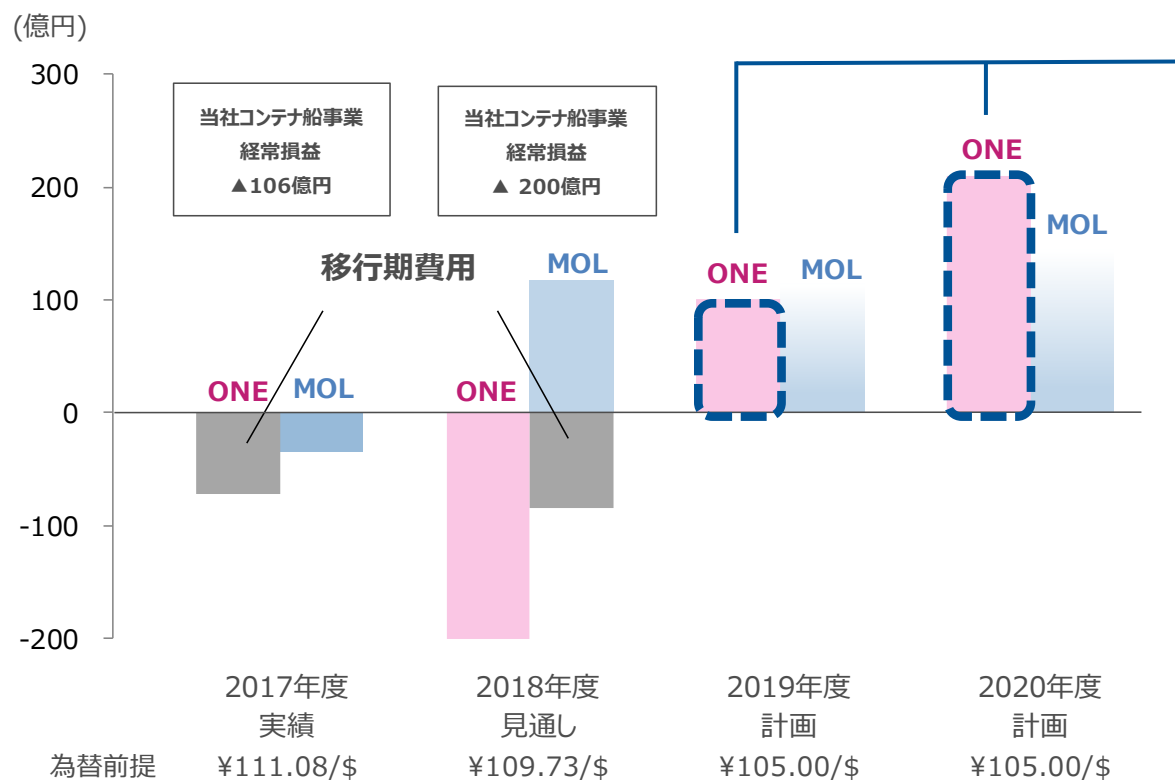 (億円)
300
200
100
0
-100
-200
当社コンテナ船事業
経常損益
▲106億円
当社コンテナ船事業
経常損益
▲ 200億円
移行期費用
ONE
MOL
ONE
MOL
ONE
MOL
ONE
MOL
2017年度
実績
2018年度
見通し
2019年度
計画
2020年度
計画
為替前提
¥111.08/$
¥109.73/$
¥105.00/$
¥105.00/$